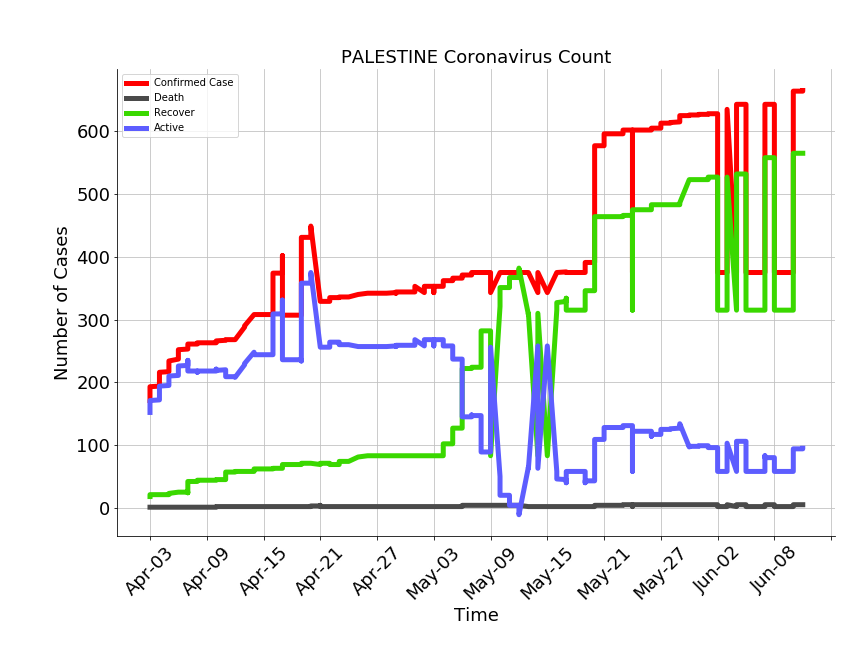 PALESTINE Coronavirus Count
Confirmed Case
Death
Recover
Active
Number of Cases
600
500
400
300
200
100
0
Apr-03
Apr-09
Apr-15
Apr-21
Apr-27
May-03
May-09
May-15
May-21
May-27
Jun-02
Jun-08
Time